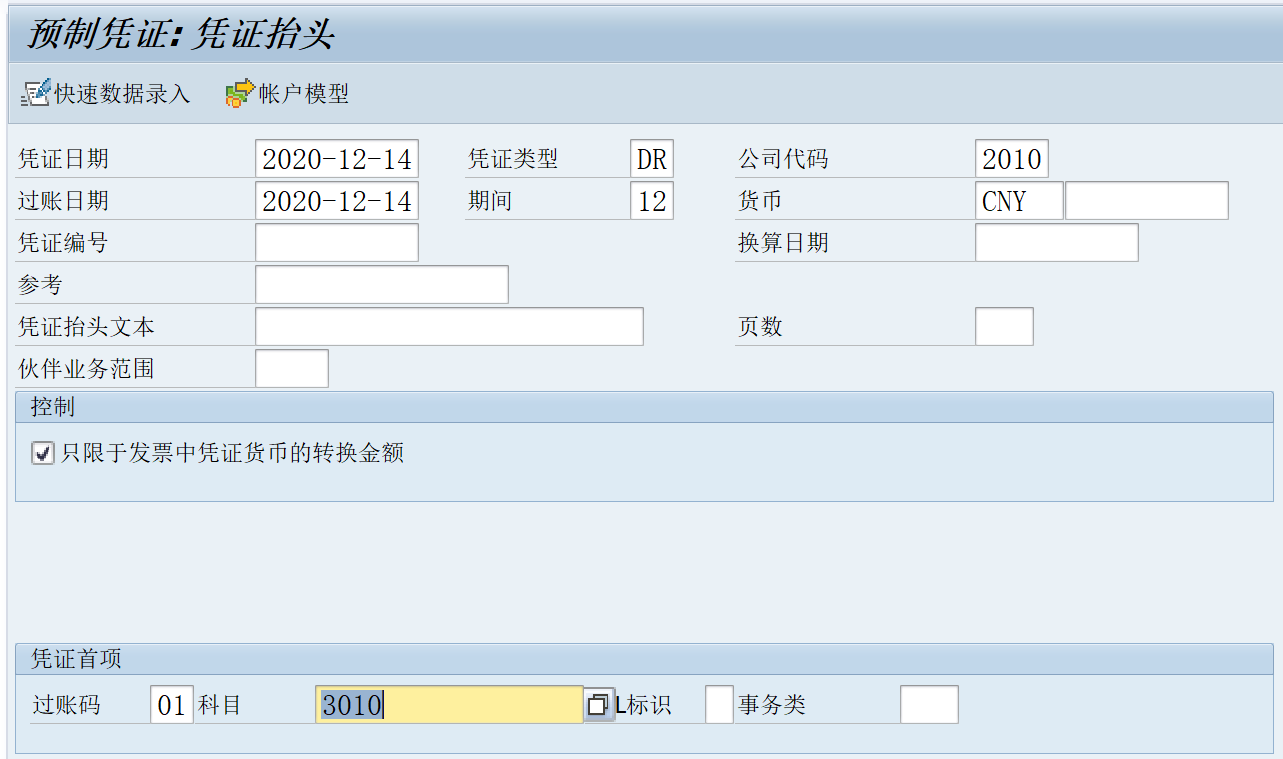 预制凭证: 凭证抬头
快速数据录入 帐户模型
凭证日期 2020-12-14 凭证类型 DR 公司代码 2010
过账日期 2020-12-14 期间 12 货币 CNY
凭证编号 换算日期
参考
凭证抬头文本 页数
伙伴业务范围
控制
只限于发票中凭证货币的转换金额
凭证首项
过账码 01 科目 3010 L标识 事务类